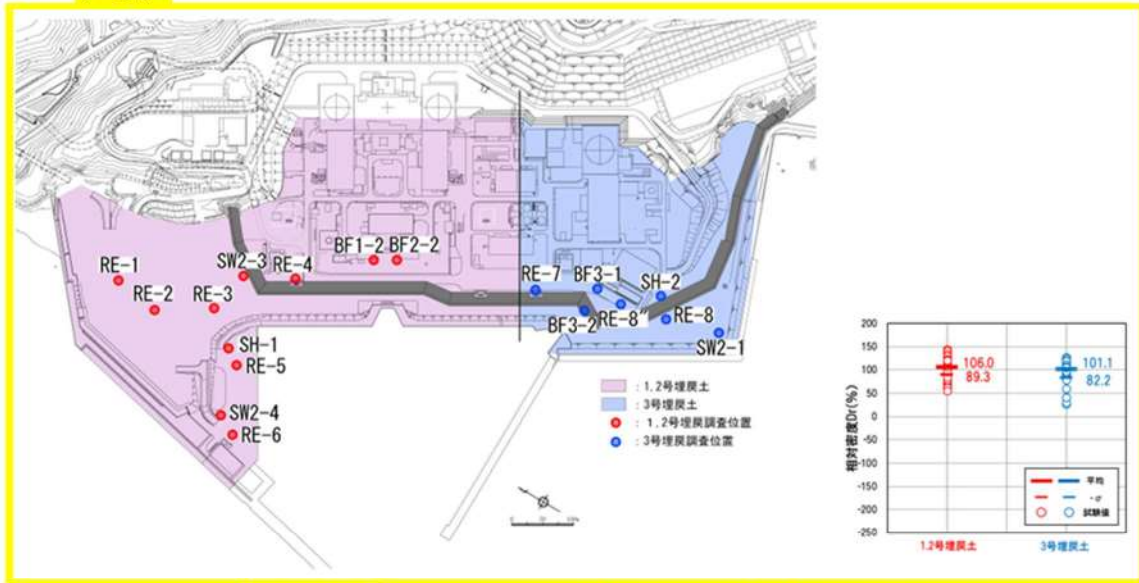 RE-1
RE-2
SW2-3
RE-3
RE-4
BF1-2
BF2-2
SH-1
RE-5
SW2-4
RE-6
RE-7
BF3-1
SH-2
BF3-2
RE-8"
RE-8
SW2-1
：1,2号埋戻土
：3号埋戻土
：1,2号埋戻調査位置
：3号埋戻調査位置
相対密度Dr(%)
200
150
100
50
0
-50
-100
-150
-200
-250
106.0
89.3
101.1
82.2
平均
-σ
試験値
1,2号埋戻土
3号埋戻土